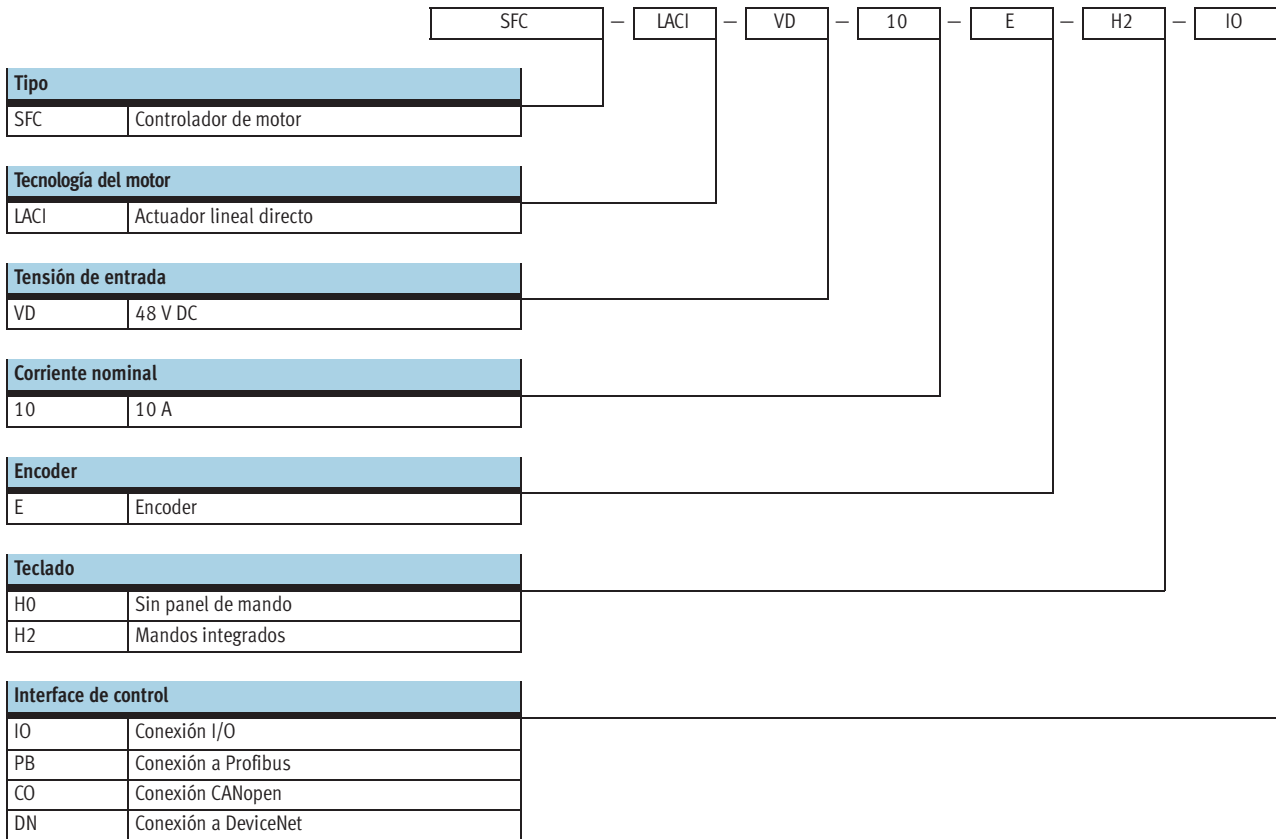 SFC – LACI – VD – 10 – E – H2 – IO
Tipo
SFC Controlador de motor
Tecnología del motor
LACI Actuador lineal directo
Tensión de entrada
VD 48 V DC
Corriente nominal
10 10 A
Encoder
E Encoder
Teclado
H0 Sin panel de mando
H2 Mandos integrados
Interface de control
IO Conexión I/O
PB Conexión a Profibus
CO Conexión CANopen
DN Conexión a DeviceNet